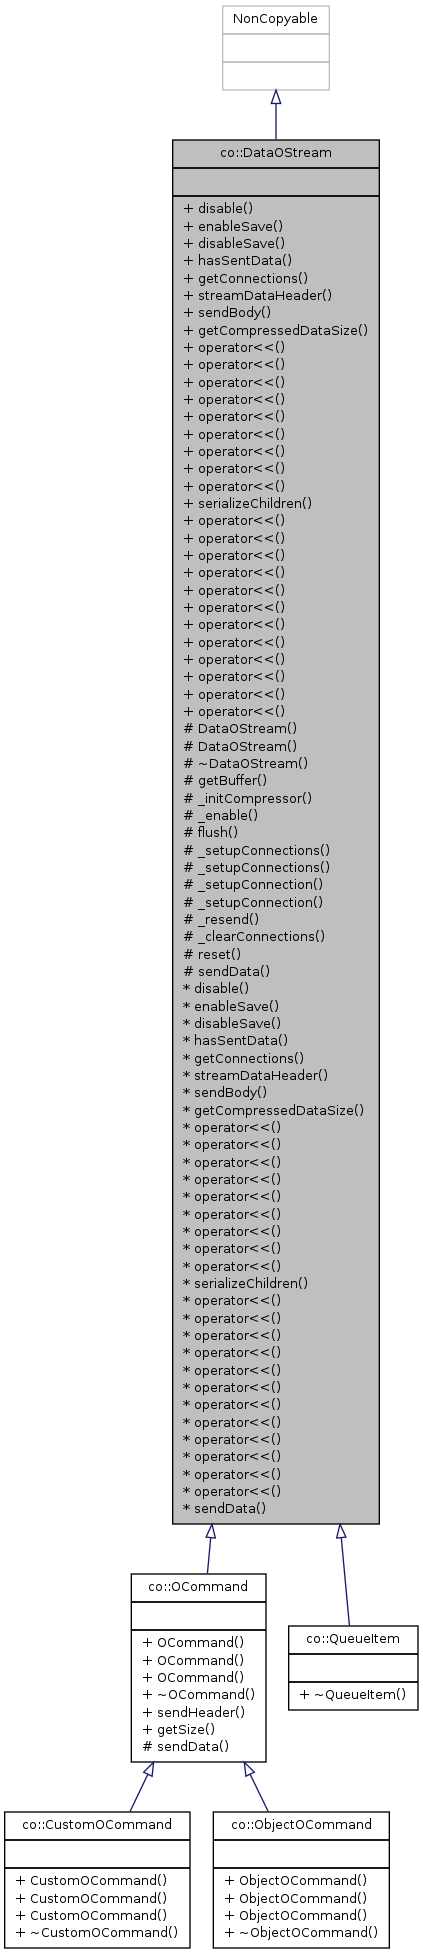 NonCopyable
co::DataOStream
+ disable()
+ enableSave()
+ disableSave()
+ hasSentData()
+ getConnections()
+ streamDataHeader()
+ sendBody()
+ getCompressedDataSize()
+ operator<<()
+ operator<<()
+ operator<<()
+ operator<<()
+ operator<<()
+ operator<<()
+ operator<<()
+ operator<<()
+ operator<<()
+ serializeChildren()
+ operator<<()
+ operator<<()
+ operator<<()
+ operator<<()
+ operator<<()
+ operator<<()
+ operator<<()
+ operator<<()
+ operator<<()
+ operator<<()
+ operator<<()
+ operator<<()
# DataOStream()
# DataOStream()
# ~DataOStream()
# getBuffer()
# _initCompressor()
# _enable()
# flush()
# _setupConnections()
# _setupConnections()
# _setupConnection()
# _setupConnection()
# _resend()
# _clearConnections()
# reset()
# sendData()
* disable()
* enableSave()
* disableSave()
* hasSentData()
* getConnections()
* streamDataHeader()
* sendBody()
* getCompressedDataSize()
* operator<<()
* operator<<()
* operator<<()
* operator<<()
* operator<<()
* operator<<()
* operator<<()
* operator<<()
* operator<<()
* serializeChildren()
* operator<<()
* operator<<()
* operator<<()
* operator<<()
* operator<<()
* operator<<()
* operator<<()
* operator<<()
* operator<<()
* operator<<()
* operator<<()
* operator<<()
* sendData()
co::OCommand
+ OCommand()
+ OCommand()
+ OCommand()
+ ~OCommand()
+ sendHeader()
+ getSize()
# sendData()
co::QueueItem
+ ~QueueItem()
co::CustomOCommand
+ CustomOCommand()
+ CustomOCommand()
+ CustomOCommand()
+ ~CustomOCommand()
co::ObjectOCommand
+ ObjectOCommand()
+ ObjectOCommand()
+ ObjectOCommand()
+ ~ObjectOCommand()